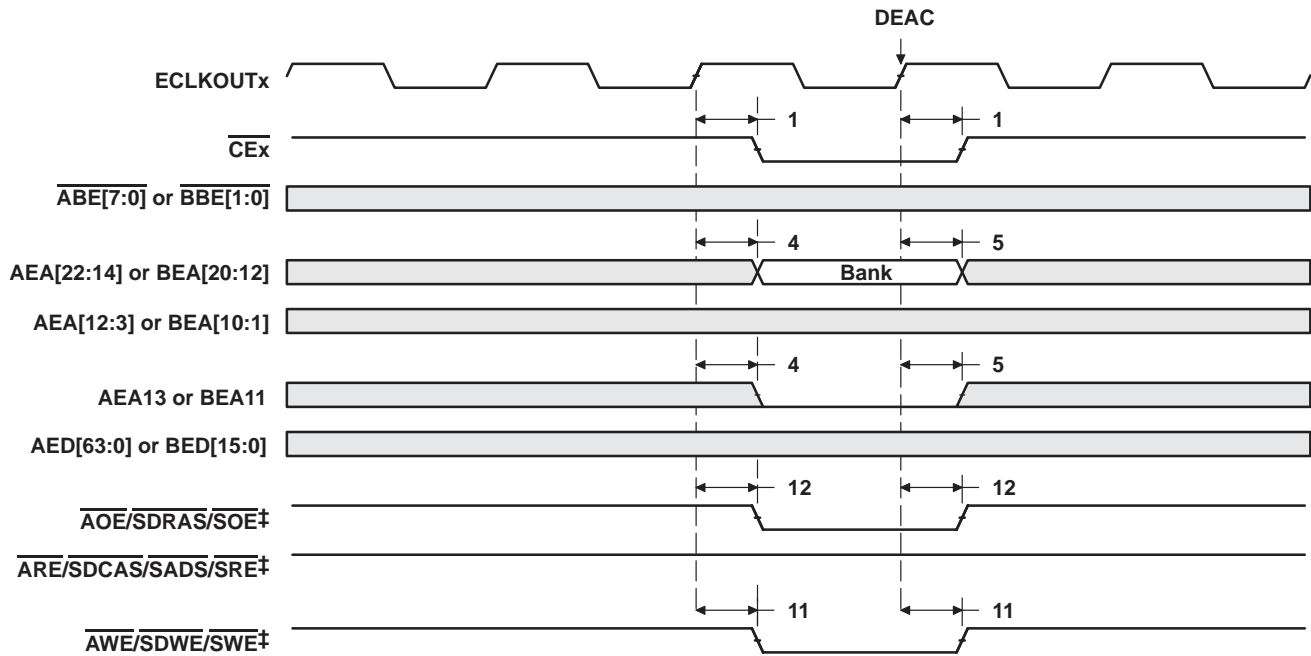 DEAC
ECLKOUTx
1 1
CEx
ABE[7:0] or BBE[1:0]
4 5
AEA[22:14] or BEA[20:12] Bank
AEA[12:3] or BEA[10:1]
4 5
AEA13 or BEA11
AED[63:0] or BED[15:0]
12 12
AOE/SDRAS/SOE‡
ARE/SDCAS/SADS/SRE‡
11 11
AWE/SDWE/SWE‡